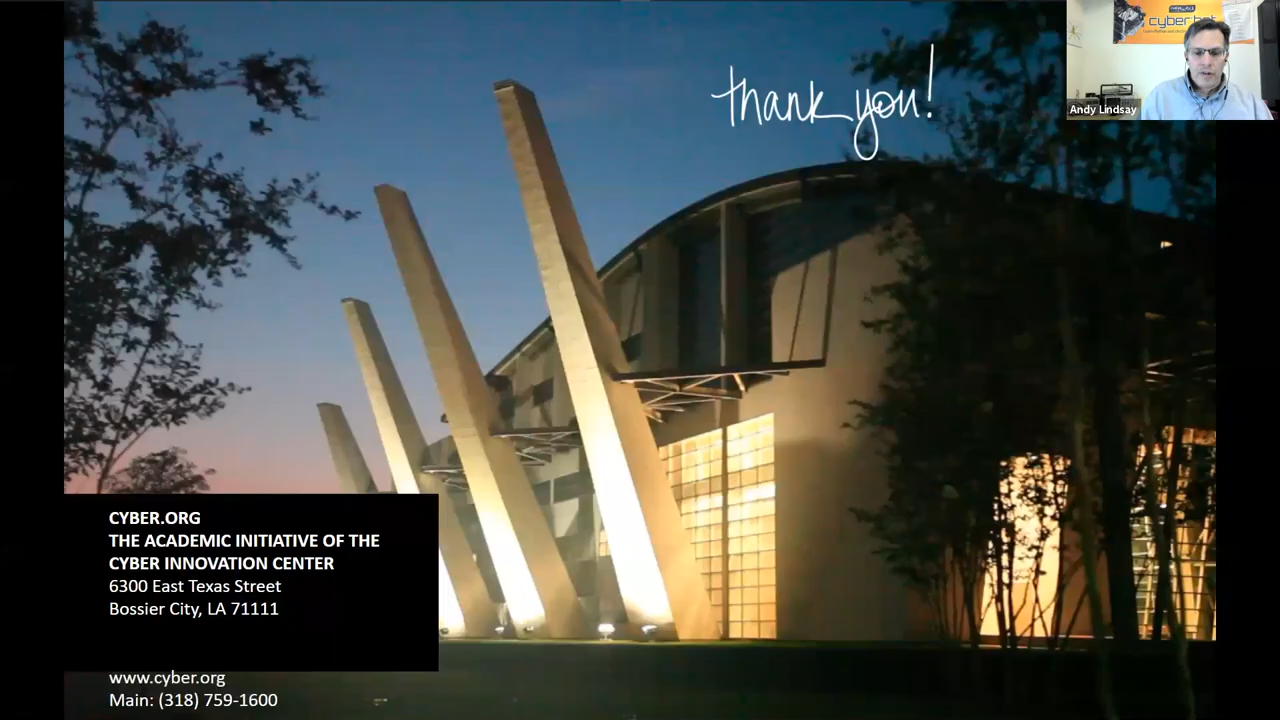 thank you!
cyber:bot
Andy Lindsay
CYBER.ORG
THE ACADEMIC INITIATIVE OF THE
CYBER INNOVATION CENTER
6300 East Texas Street
Bossier City, LA 71111
www.cyber.org
Main: (318) 759-1600